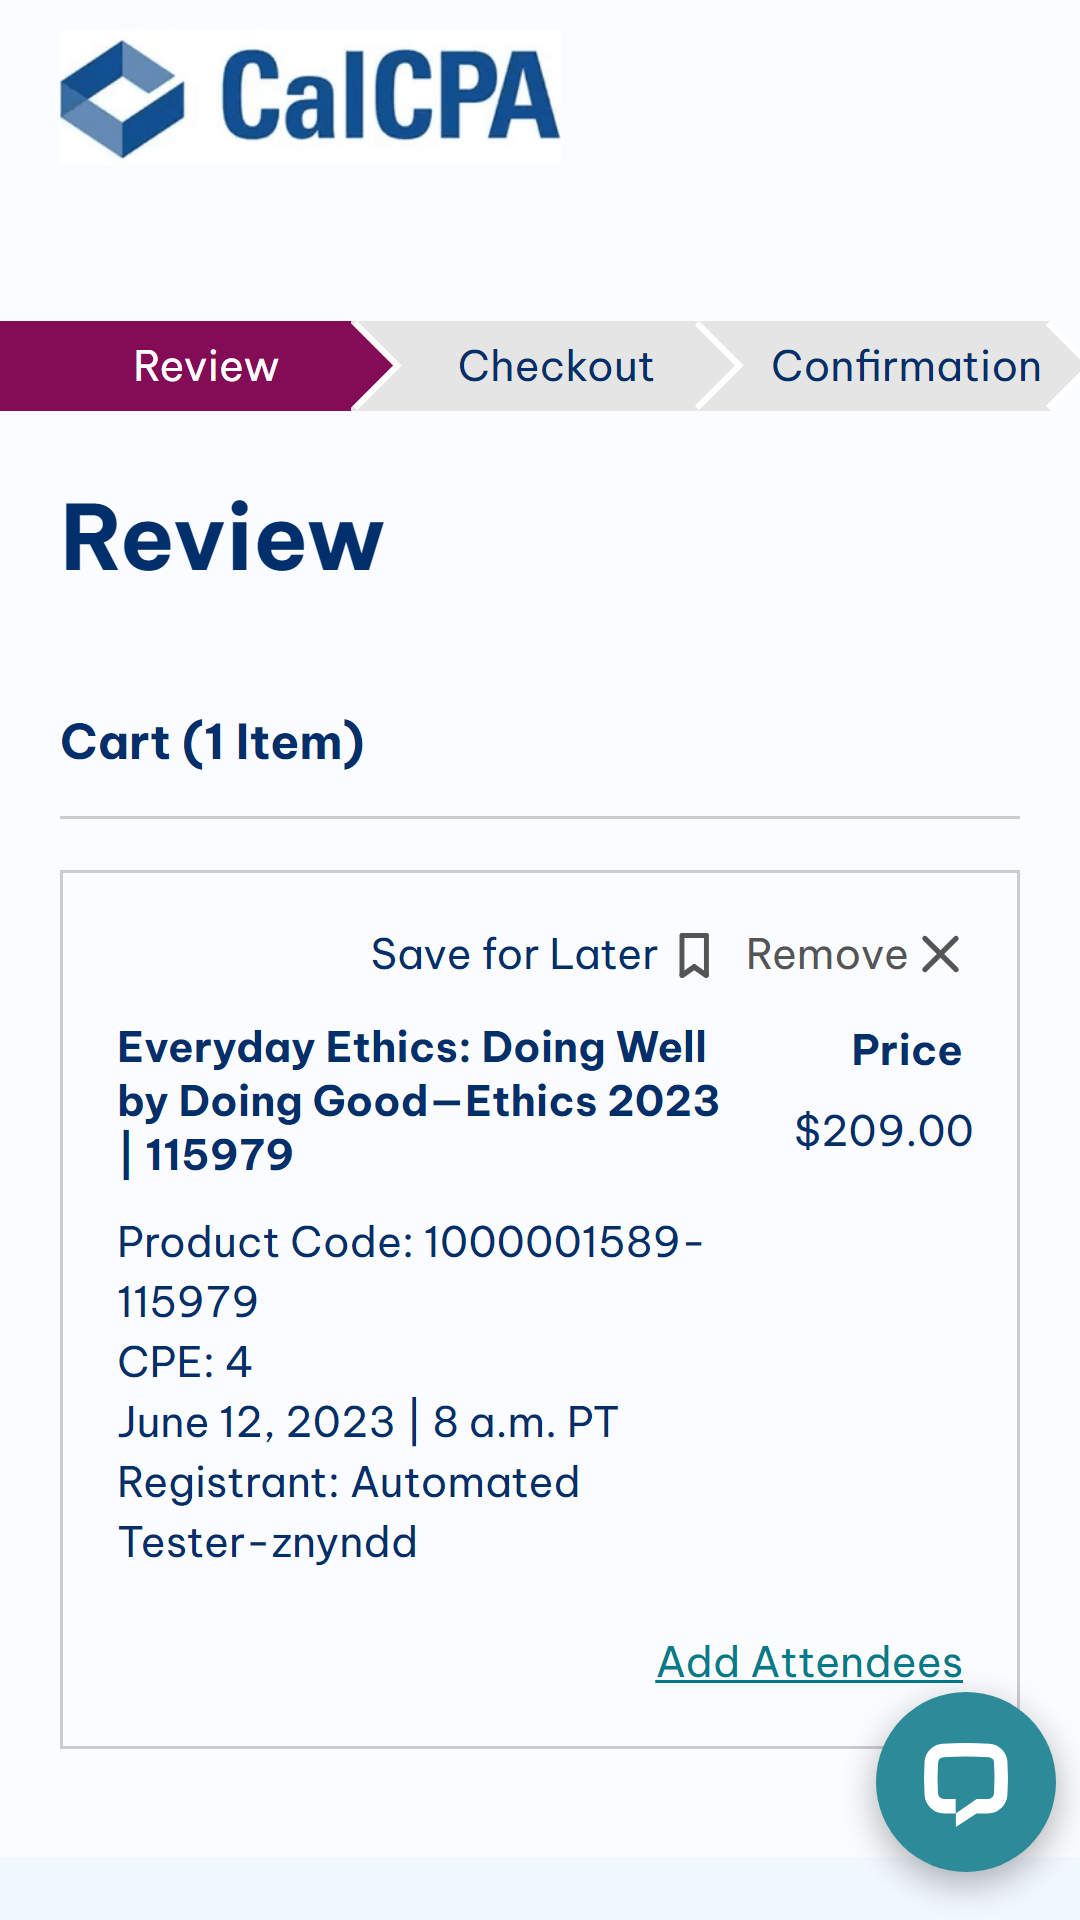 CalCPA
Review
Checkout
Confirmation
Review
Cart (1 Item)
Save for Later
Remove
Everyday Ethics: Doing Well
by Doing Good—Ethics 2023
| 115979
Price
$209.00
Product Code: 1000001589-
115979
CPE: 4
June 12, 2023 | 8 a.m. PT
Registrant: Automated
Tester-znyndd
Add Attendees